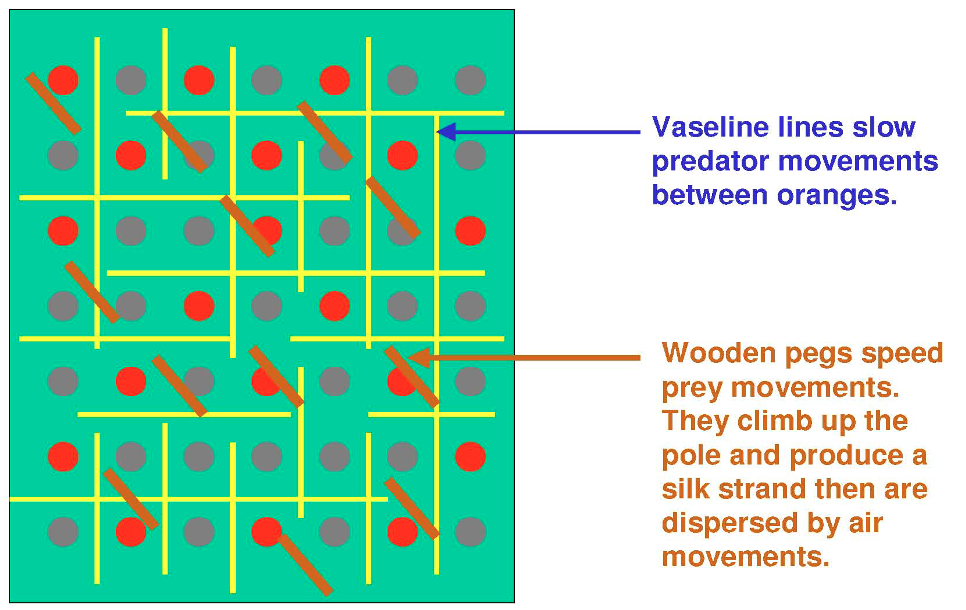 Vaseline lines slow
predator movements
between oranges.
Wooden pegs speed
prey movements.
They climb up the
pole and produce a
silk strand then are
dispersed by air
movements.